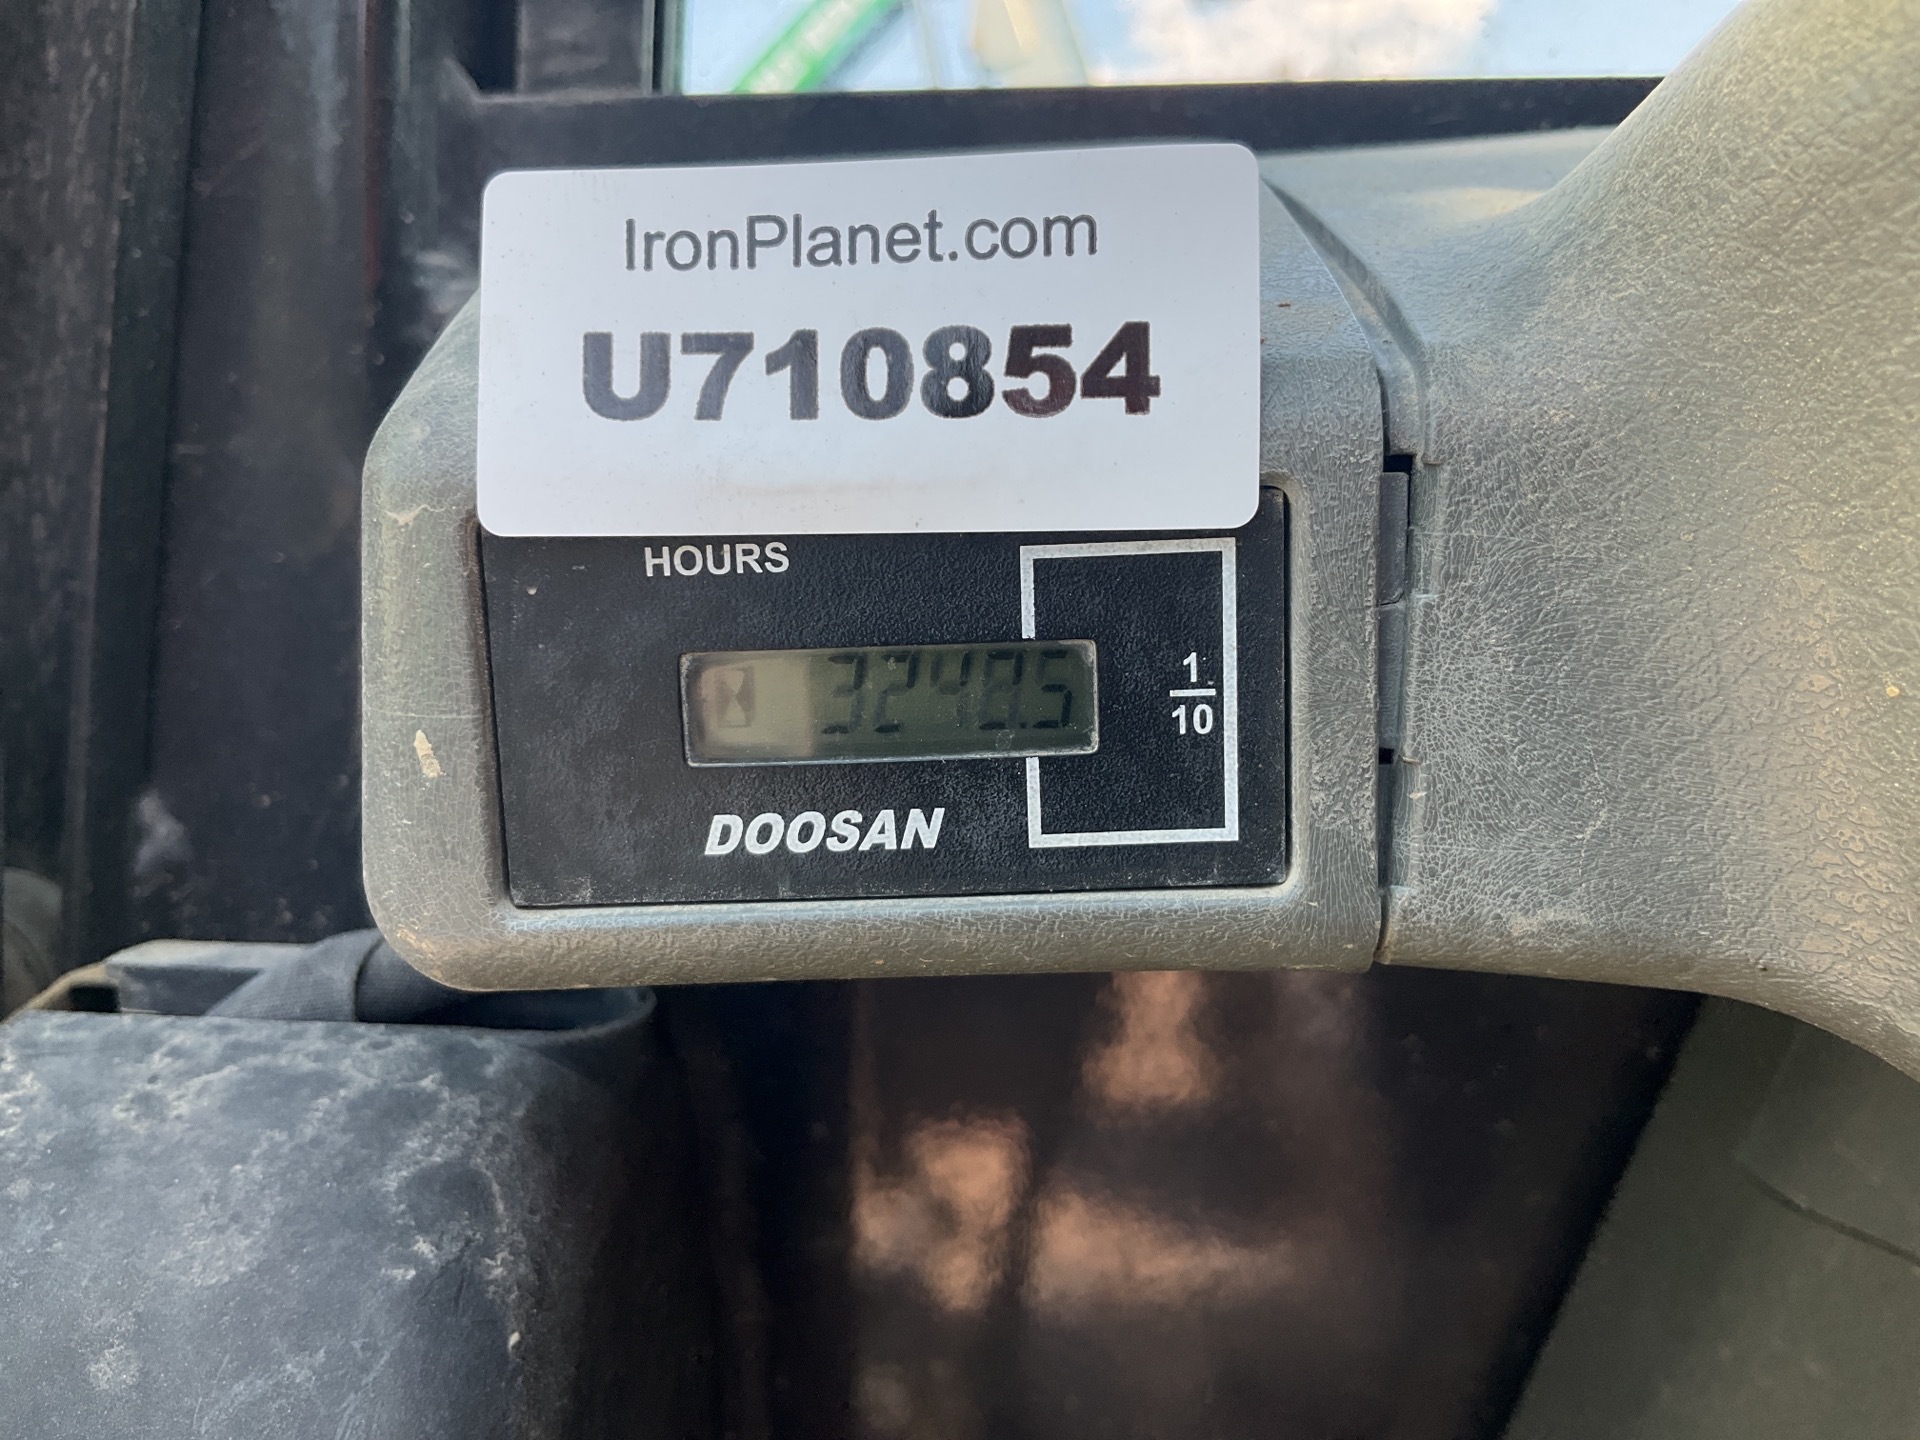 IronPlanet.com
U710854
HOURS
3248.5
1
10
DOOSAN